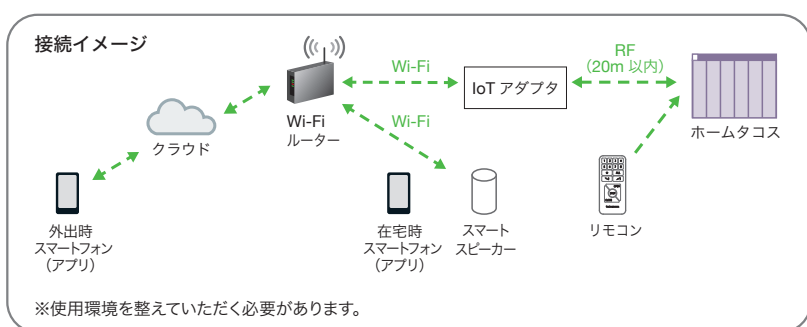 接続イメージ
RF
（20m 以内）
Wi-Fi
IoT アダプタ
Wi-Fi
Wi-Fi
ルーター
クラウド
ホームタコス
外出時
スマートフォン
（アプリ）
在宅時
スマートフォン
（アプリ）
スマート
スピーカー
リモコン
※使用環境を整えていただく必要があります。